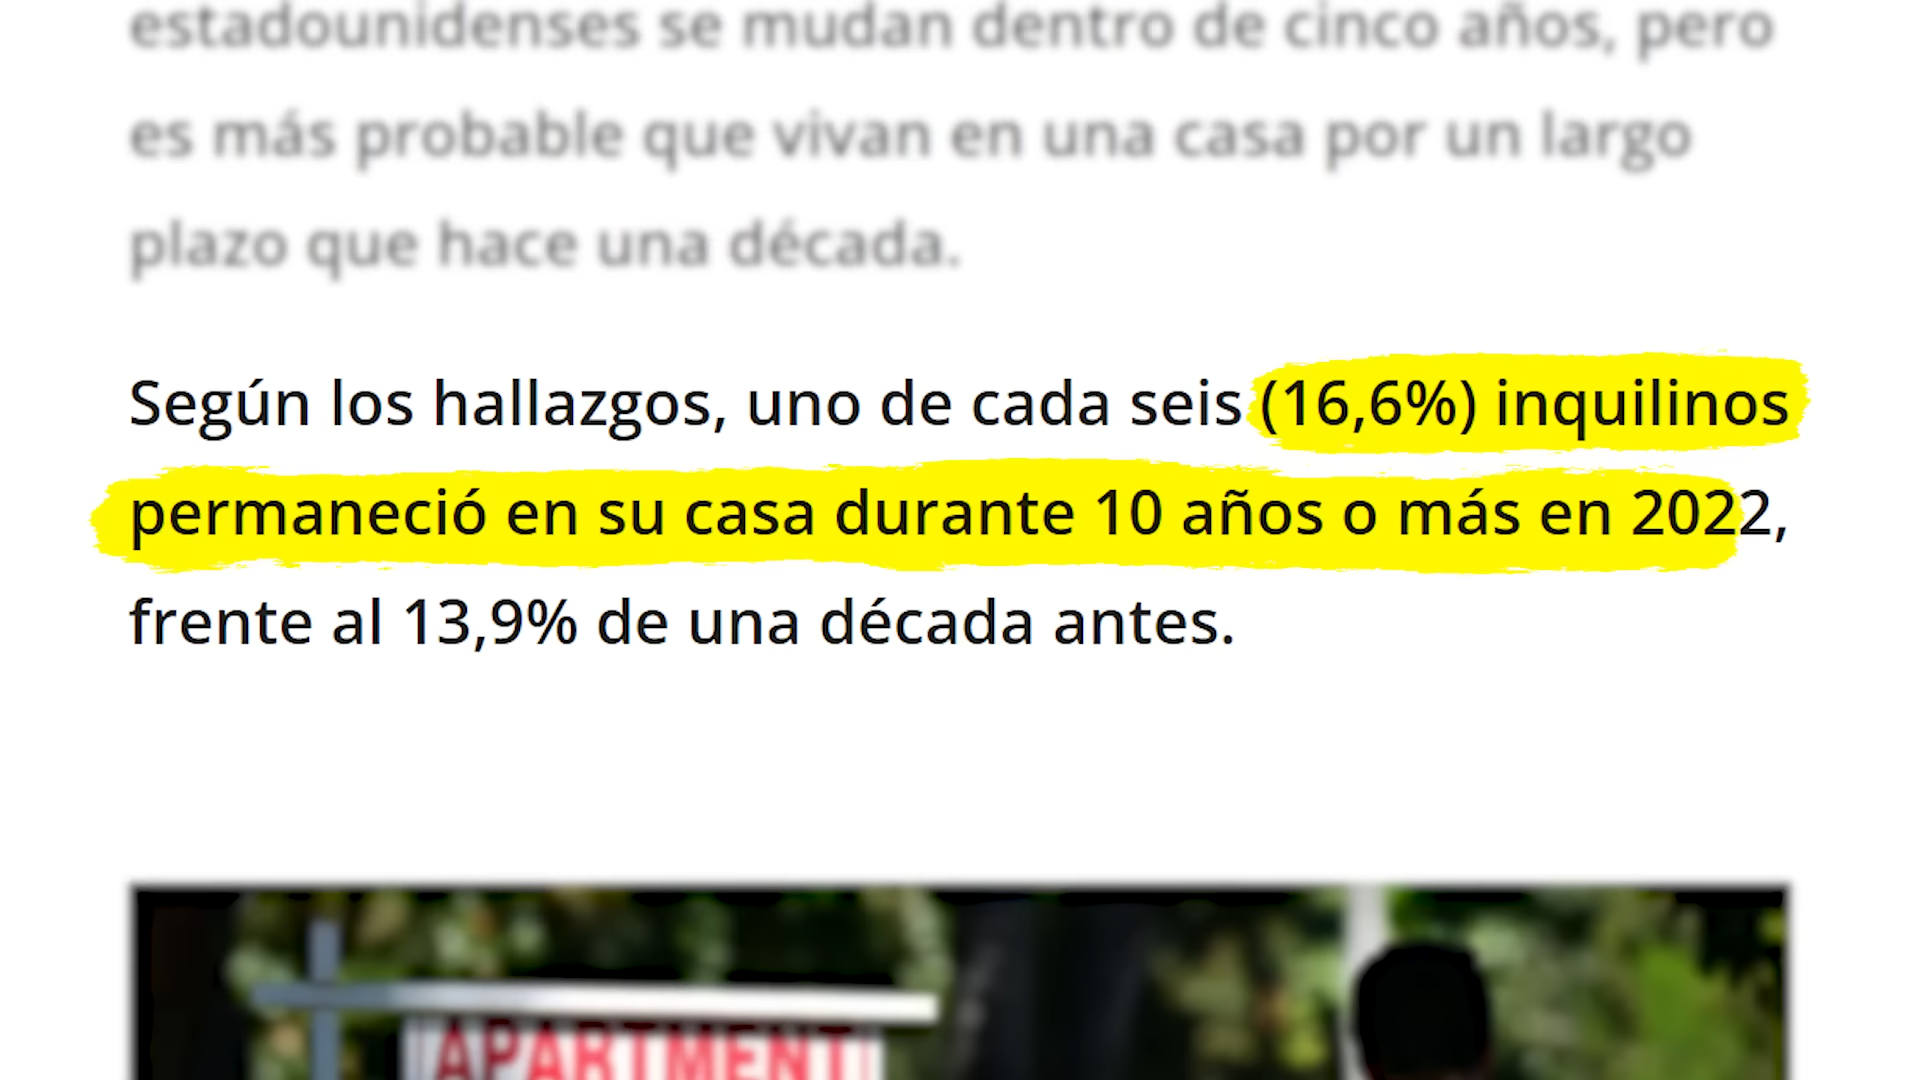 estadounidenses se mudan dentro de cinco años, pero
es más probable que vivan en una casa por un largo
plazo que hace una década.
Según los hallazgos, uno de cada seis (16,6%) inquilinos
permaneció en su casa durante 10 años o más en 2022,
frente al 13,9% de una década antes.
APARTMENT